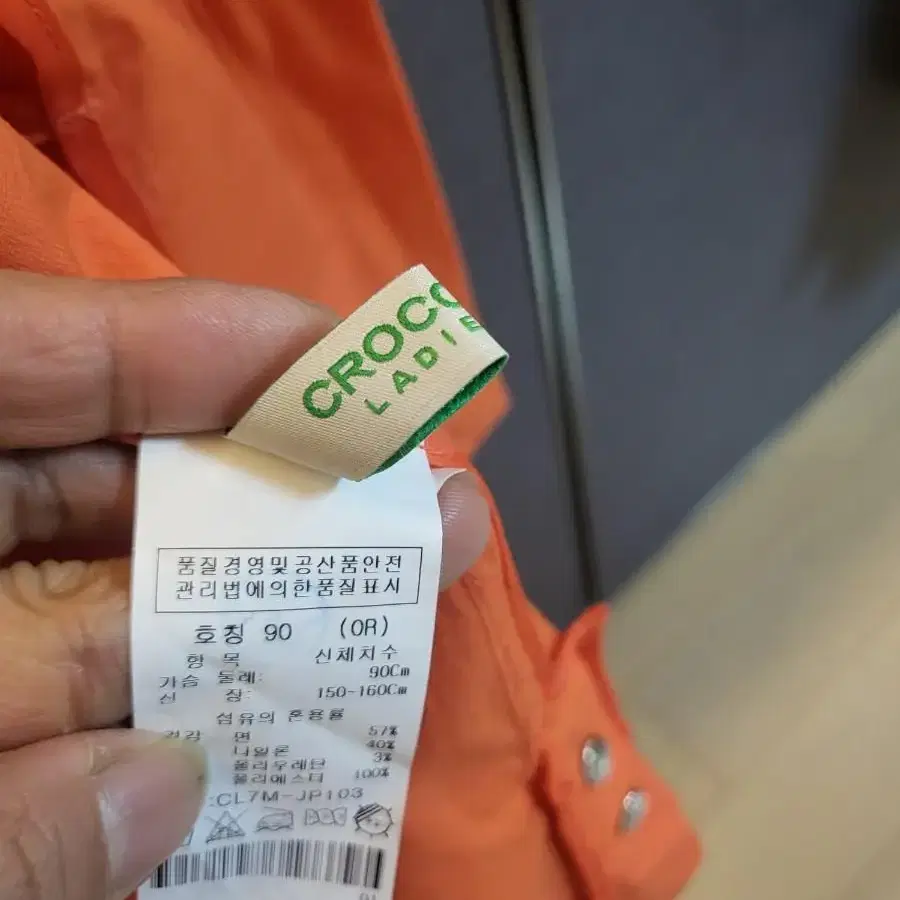 CROCO
LADIE
품질경영및공산품안전
관리법에의한품질표시
호칭 90 (OR)
항 목 신체치수
가슴 둘레: 90Cm
신 장: 150-160Cm
섬유의 혼용률
겉감 면 57%
나일론 40%
폴리우레탄 3%
폴리에스터 100%
:CL7M-JP103